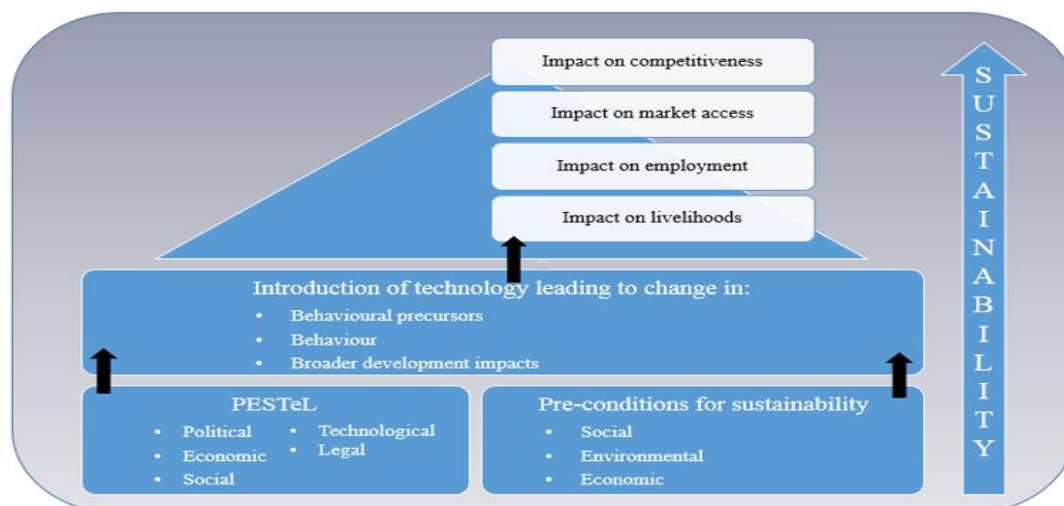 Impact on competitiveness
Impact on market access
Impact on employment
Impact on livelihoods
Introduction of technology leading to change in:
• Behavioural precursors
• Behaviour
• Broader development impacts
PESTeL
• Political
• Economic
• Social
• Technological
• Legal
Pre-conditions for sustainability
• Social
• Environmental
• Economic
SUSTAINABILITY